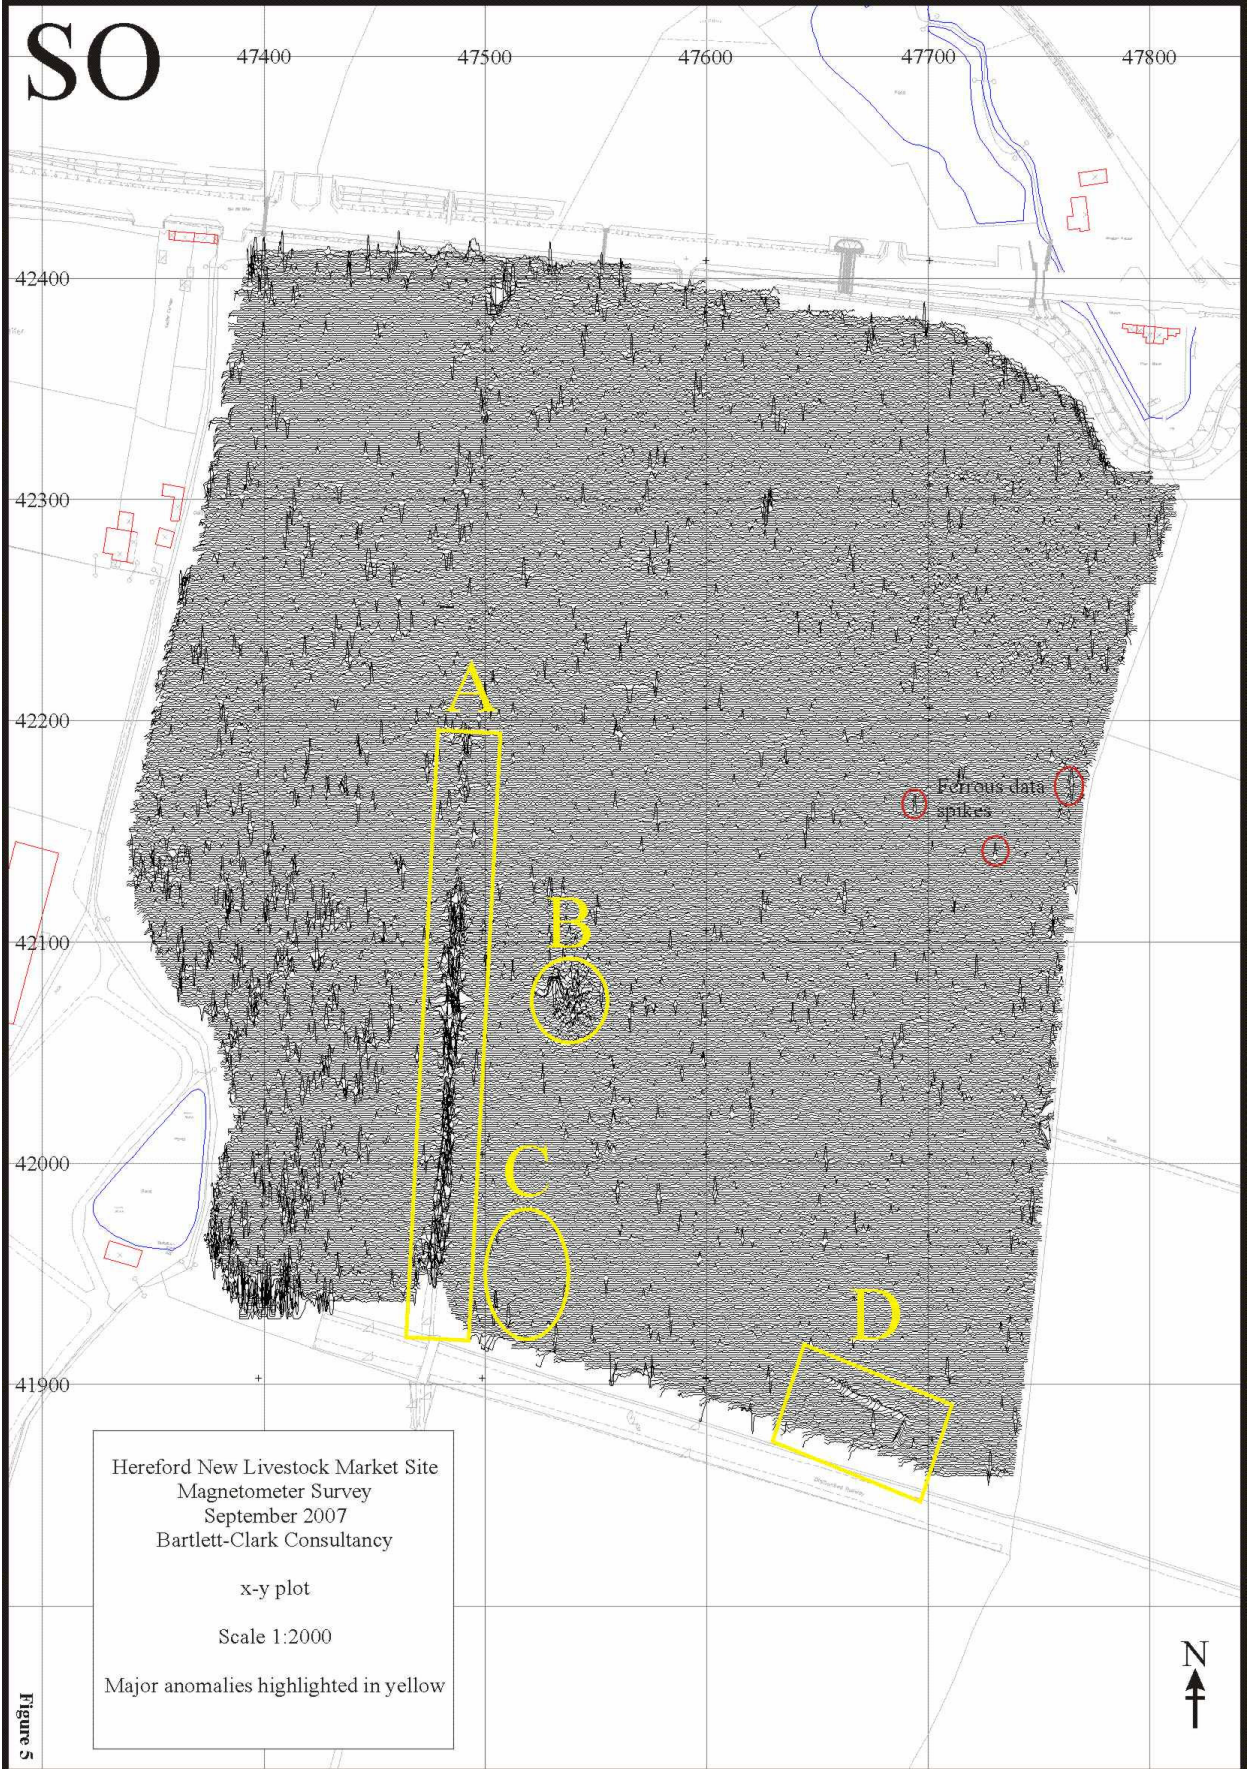 SO
47400 47500 47600 47700 47800
42400
42300
42200
42100
42000
41900
A
B
C
D
Ferrous data
spikes
Hereford New Livestock Market Site
Magnetometer Survey
September 2007
Bartlett-Clark Consultancy
x-y plot
Scale 1:2000
Major anomalies highlighted in yellow
N
Figure 5